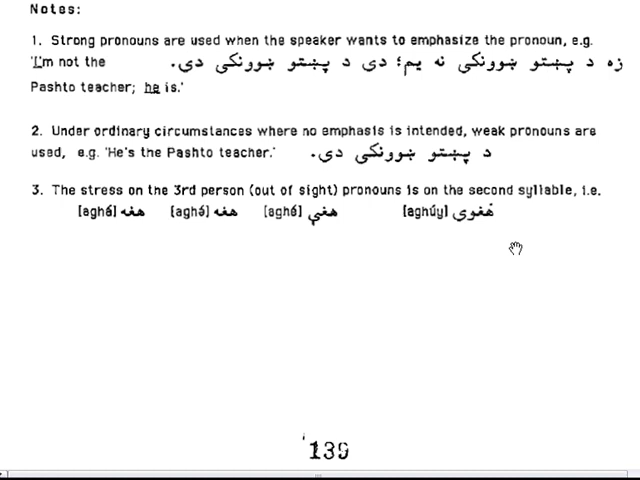 Notes:
1. Strong pronouns are used when the speaker wants to emphasize the pronoun, e.g.
'I'm not the زه د پښتو ښوونکی نه یم؛ دی د پښتو ښوونکی دی.
Pashto teacher; he is.'
2. Under ordinary circumstances where no emphasis is intended, weak pronouns are
used, e.g. 'He's the Pashto teacher.' د پښتو ښوونکی دی.
3. The stress on the 3rd person (out of sight) pronouns is on the second syllable, i.e.
[aghá] هغه [aghá] هغه [aghé] هغې [aghúy] هغوی
139